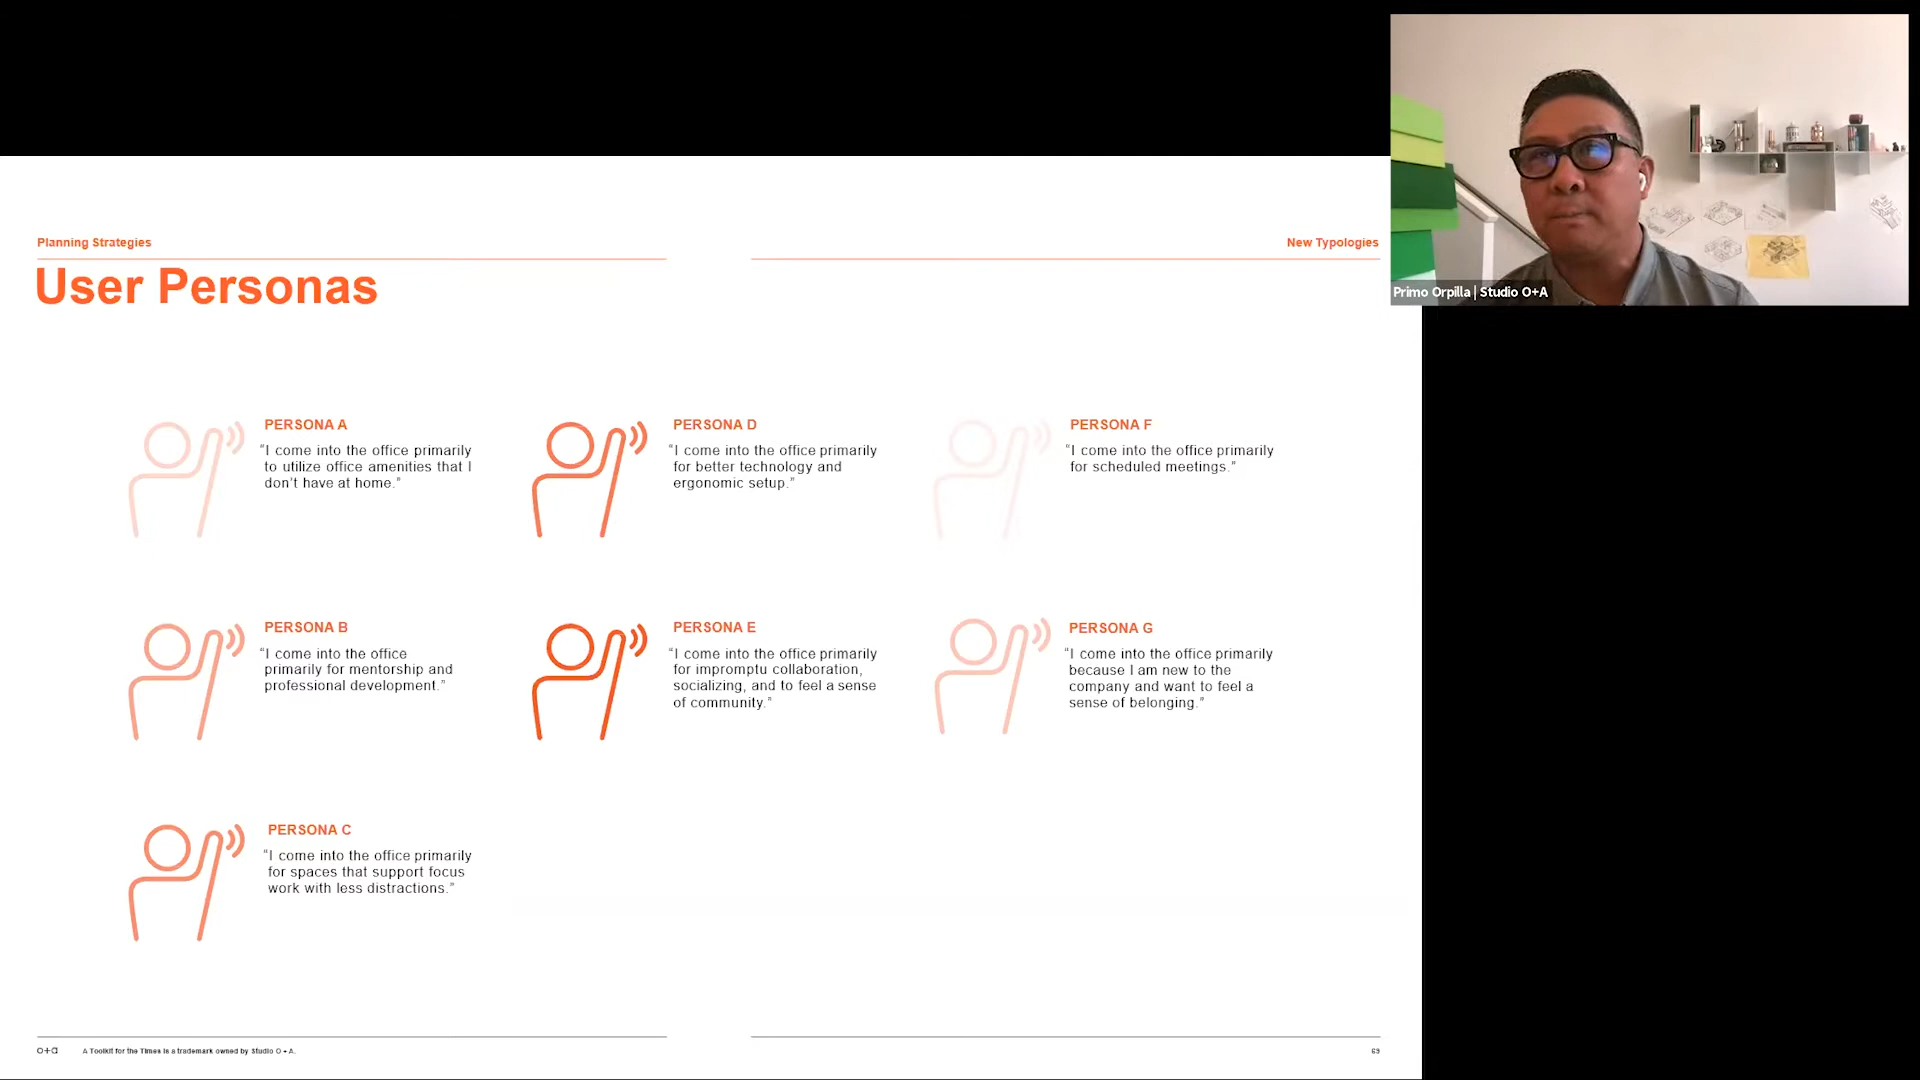 Planning Strategies
New Typologies
User Personas
PERSONA A
“I come into the office primarily
to utilize office amenities that I
don’t have at home.”
PERSONA B
“I come into the office
primarily for mentorship and
professional development.”
PERSONA C
“I come into the office primarily
for spaces that support focus
work with less distractions.”
PERSONA D
“I come into the office primarily
for better technology and
ergonomic setup.”
PERSONA E
“I come into the office primarily
for impromptu collaboration,
socializing, and to feel a sense
of community.”
PERSONA F
“I come into the office primarily
for scheduled meetings.”
PERSONA G
“I come into the office primarily
because I am new to the
company and want to feel a
sense of belonging.”
o+a
A Toolkit for the Times is a trademark owned by Studio O + A.
69
Primo Orpilla | Studio O+A